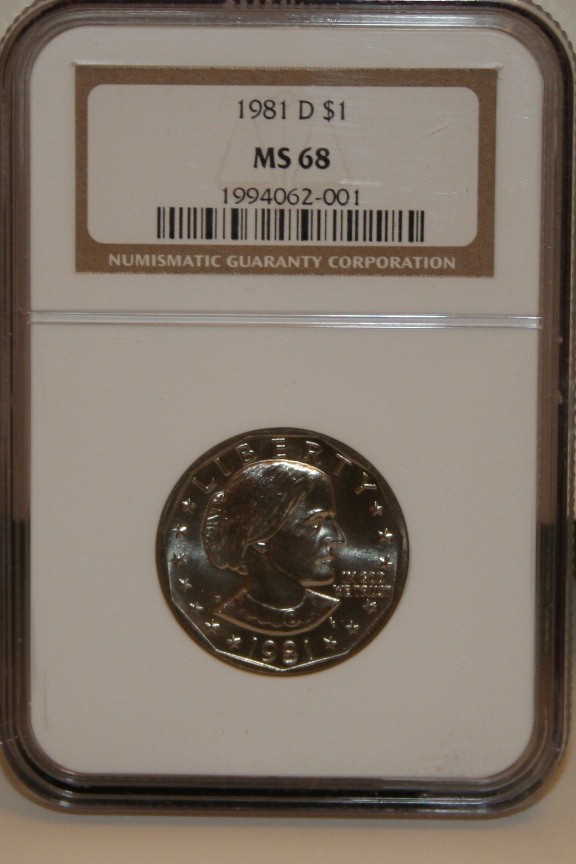 1981 D $1
MS 68
1994062-001
NUMISMATIC GUARANTY CORPORATION
LIBERTY
IN GOD
WE TRUST
D
1981